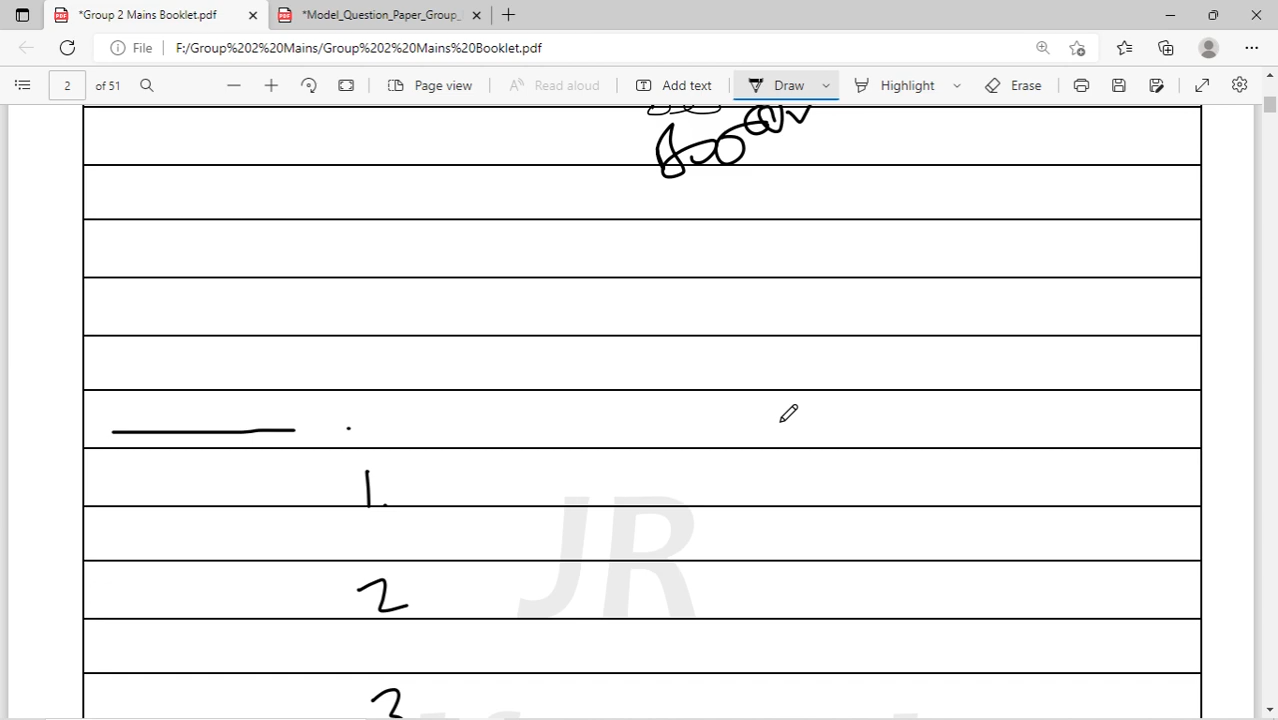 *Group 2 Mains Booklet.pdf
*Model_Question_Paper_Group_
File
F:/Group%202%20Mains/Group%202%20Mains%20Booklet.pdf
2 of 51
Page view
Read aloud
Add text
Draw
Highlight
Erase
1.
JR
2
3